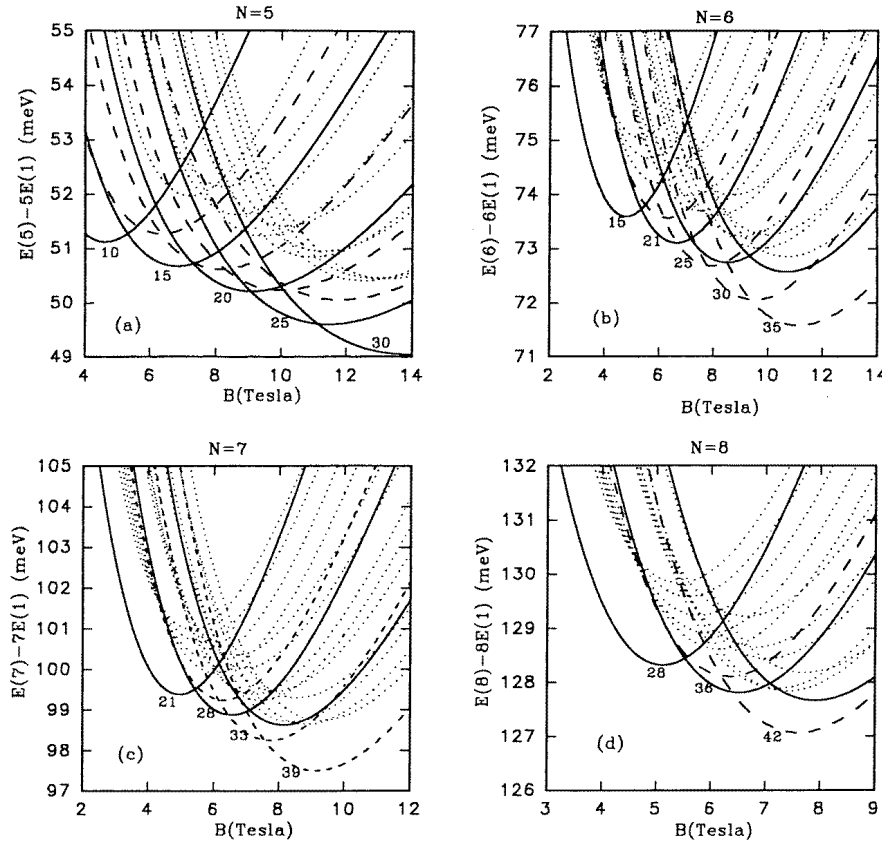 N=5
55
54
53
52
51
50
49
E(5)-5E(1) (meV)
10
15
20
25
30
(a)
4 6 8 10 12 14
B(Tesla)
N=6
77
76
75
74
73
72
71
E(6)-6E(1) (meV)
15
21
25
30
35
(b)
2 4 6 8 10 12 14
B(Tesla)
N=7
105
104
103
102
101
100
99
98
97
E(7)-7E(1) (meV)
21
28
33
39
(c)
2 4 6 8 10 12
B(Tesla)
N=8
132
131
130
129
128
127
126
E(8)-8E(1) (meV)
28
36
42
(d)
3 4 5 6 7 8 9
B(Tesla)